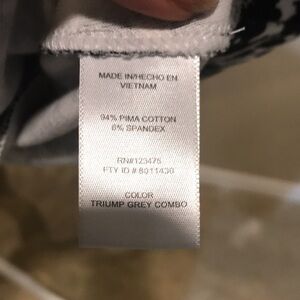 MADE IN/HECHO EN
VIETNAM
94% PIMA COTTON
6% SPANDEX
RN#123475
FTY ID # 8011430
COLOR
TRIUMP GREY COMBO